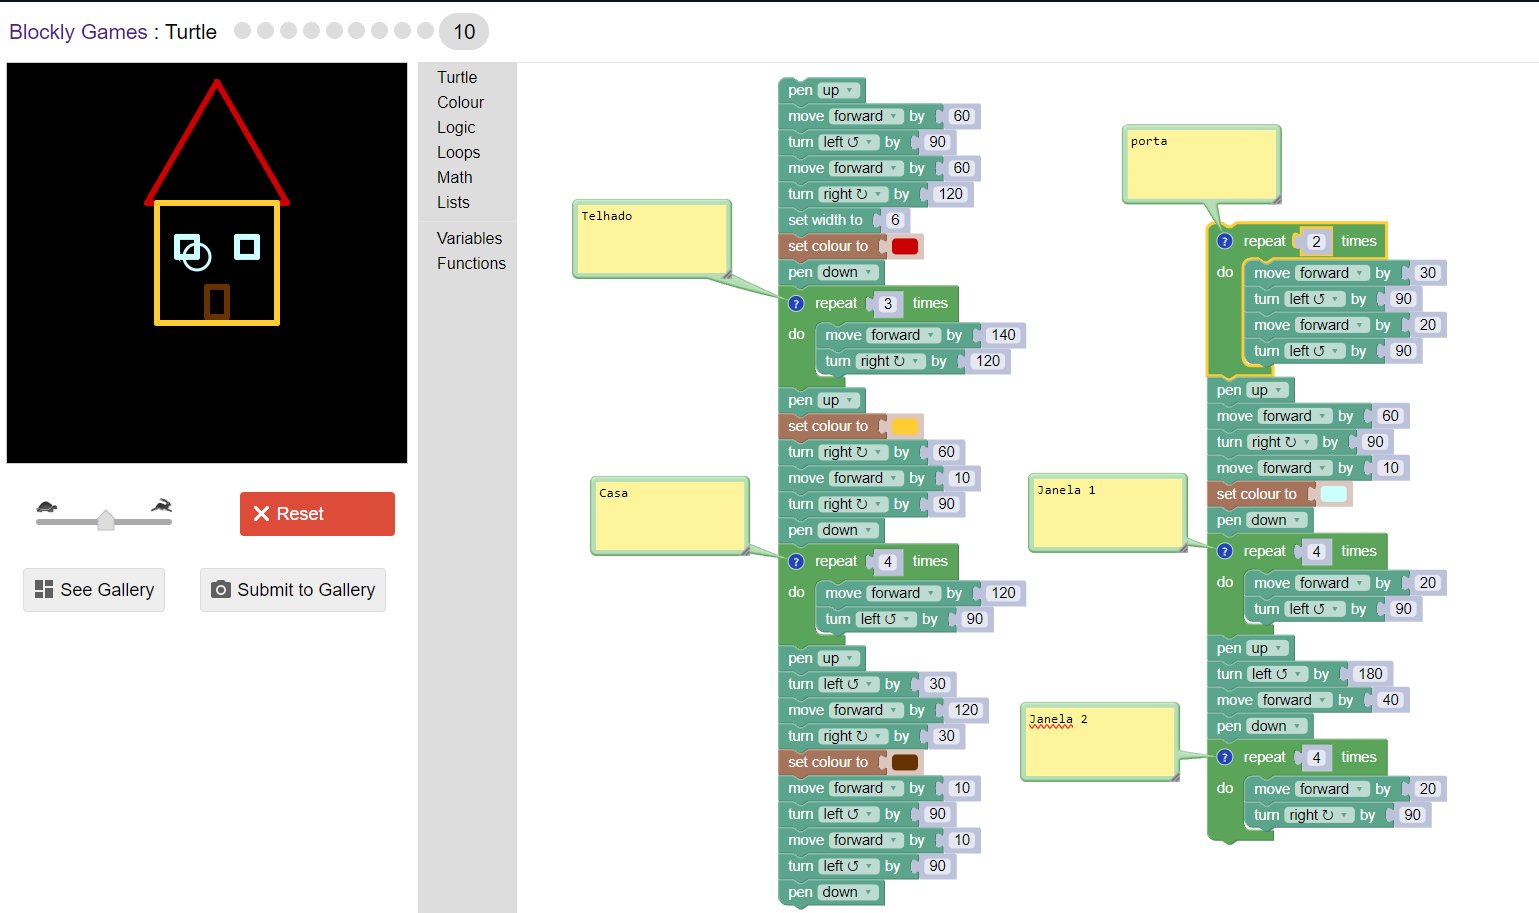 Blockly Games : Turtle 10
Turtle
Colour
Logic
Loops
Math
Lists
Variables
Functions
Reset
See Gallery
Submit to Gallery
Telhado
Casa
pen up
move forward by 60
turn left ↺ by 90
move forward by 60
turn right ↻ by 120
set width to 6
set colour to
pen down
? repeat 3 times
do move forward by 140
turn right ↻ by 120
pen up
set colour to
turn right ↻ by 60
move forward by 10
turn right ↻ by 90
pen down
? repeat 4 times
do move forward by 120
turn left ↺ by 90
pen up
turn left ↺ by 30
move forward by 120
turn right ↻ by 30
set colour to
move forward by 10
turn left ↺ by 90
move forward by 10
turn left ↺ by 90
pen down
porta
Janela 1
Janela 2
? repeat 2 times
do move forward by 30
turn left ↺ by 90
move forward by 20
turn left ↺ by 90
pen up
move forward by 60
turn right ↻ by 90
move forward by 10
set colour to
pen down
? repeat 4 times
do move forward by 20
turn left ↺ by 90
pen up
turn left ↺ by 180
move forward by 40
pen down
? repeat 4 times
do move forward by 20
turn right ↻ by 90